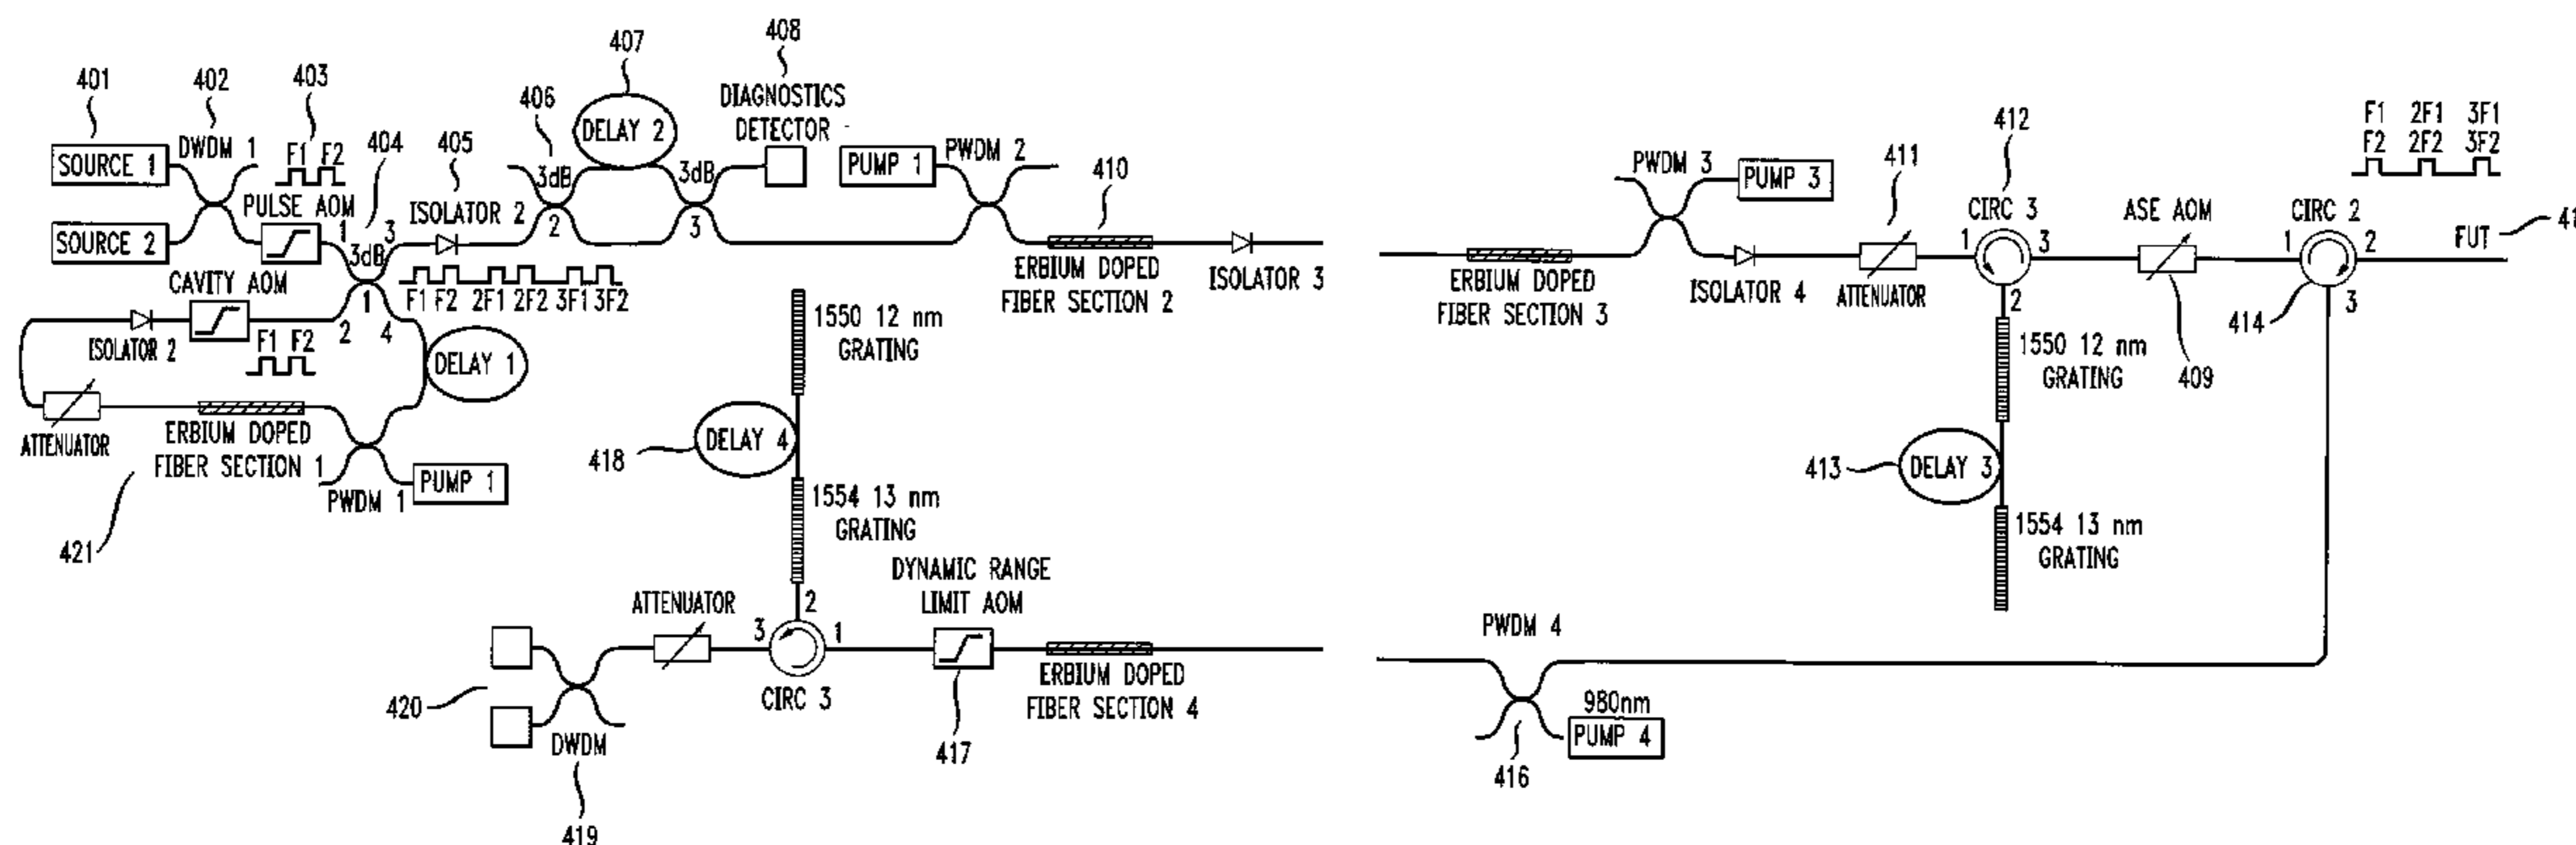 401
SOURCE 1
SOURCE 2
402
DWDM 1
403
F1 F2
PULSE AOM
404
1
3
3dB
1
2
4
CAVITY AOM
ISOLATOR 2
F1 F2
F1 F2 2F1 2F2 3F1 3F2
DELAY 1
ATTENUATOR
ERBIUM DOPED
FIBER SECTION 1
PWDM 1
PUMP 1
421
405
ISOLATOR 2
406
3dB
2
407
DELAY 2
3dB
3
408
DIAGNOSTICS
DETECTOR
PUMP 1
PWDM 2
410
ERBIUM DOPED
FIBER SECTION 2
ISOLATOR 3
ERBIUM DOPED
FIBER SECTION 3
PWDM 3
PUMP 3
ISOLATOR 4
411
ATTENUATOR
412
CIRC 3
1
3
2
1550 12 nm
GRATING
413
DELAY 3
1554 13 nm
GRATING
ASE AOM
409
CIRC 2
1
2
3
414
F1 2F1 3F1
F2 2F2 3F2
FUT
1550 12 nm
GRATING
418
DELAY 4
1554 13 nm
GRATING
2
3
1
CIRC 3
ATTENUATOR
420
DWDM
419
DYNAMIC RANGE
LIMIT AOM
417
ERBIUM DOPED
FIBER SECTION 4
PWDM 4
980nm
PUMP 4
416